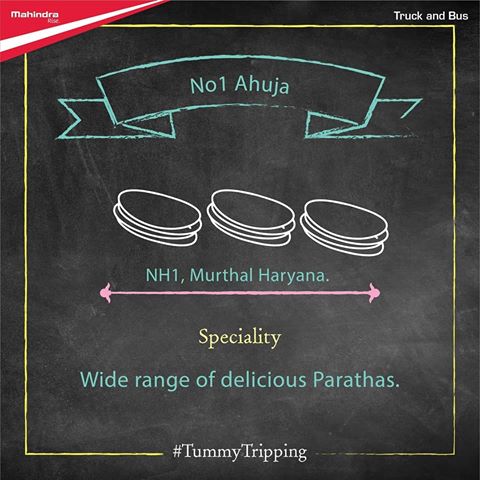 Mahindra
Rise.
Truck and Bus
No1 Ahuja
NH1, Murthal Haryana.
Speciality
Wide range of delicious Parathas.
#TummyTripping